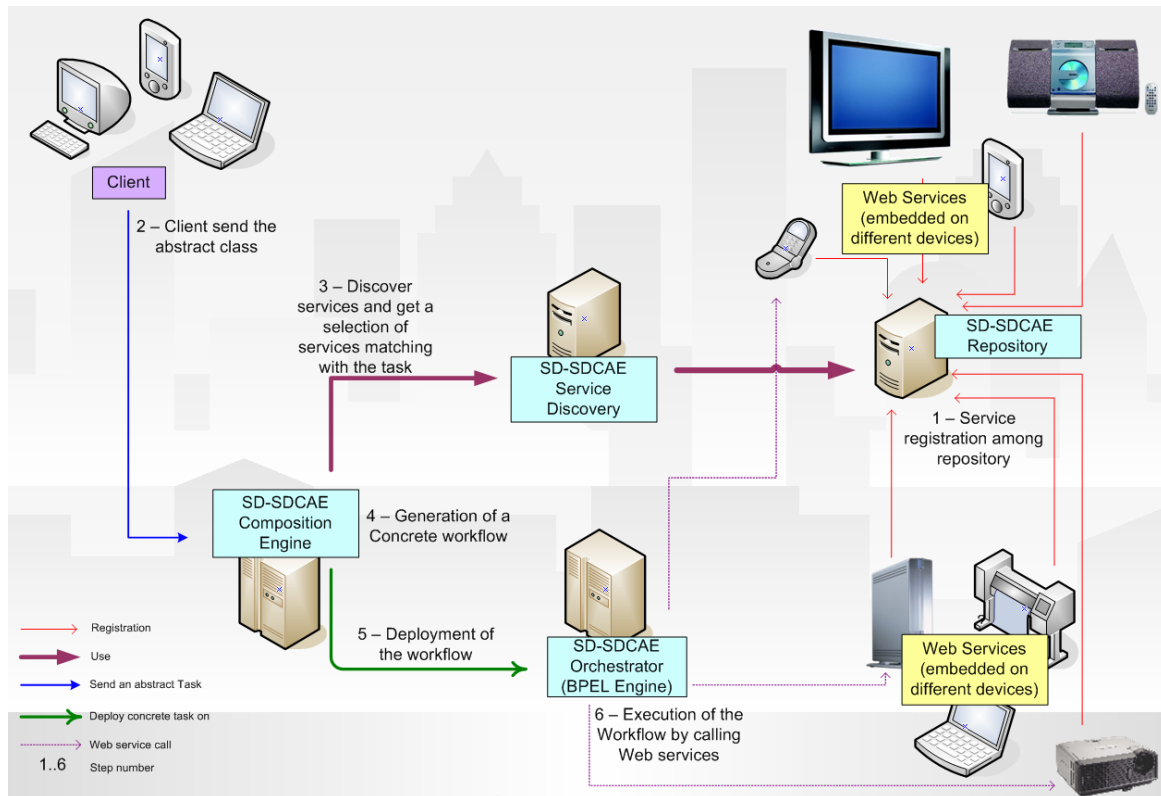 Client
2 – Client send the
abstract class
3 – Discover
services and get a
selection of
services matching
with the task
SD-SDCAE
Service
Discovery
Web Services
(embedded on
different devices)
SD-SDCAE
Repository
1 – Service
registration among
repository
SD-SDCAE
Composition
Engine
4 – Generation of a
Concrete workflow
5 – Deployment of
the workflow
SD-SDCAE
Orchestrator
(BPEL Engine)
6 – Execution of the
Workflow by calling
Web services
Web Services
(embedded on
different devices)
Registration
Use
Send an abstract Task
Deploy concrete task on
Web service call
1..6 Step number